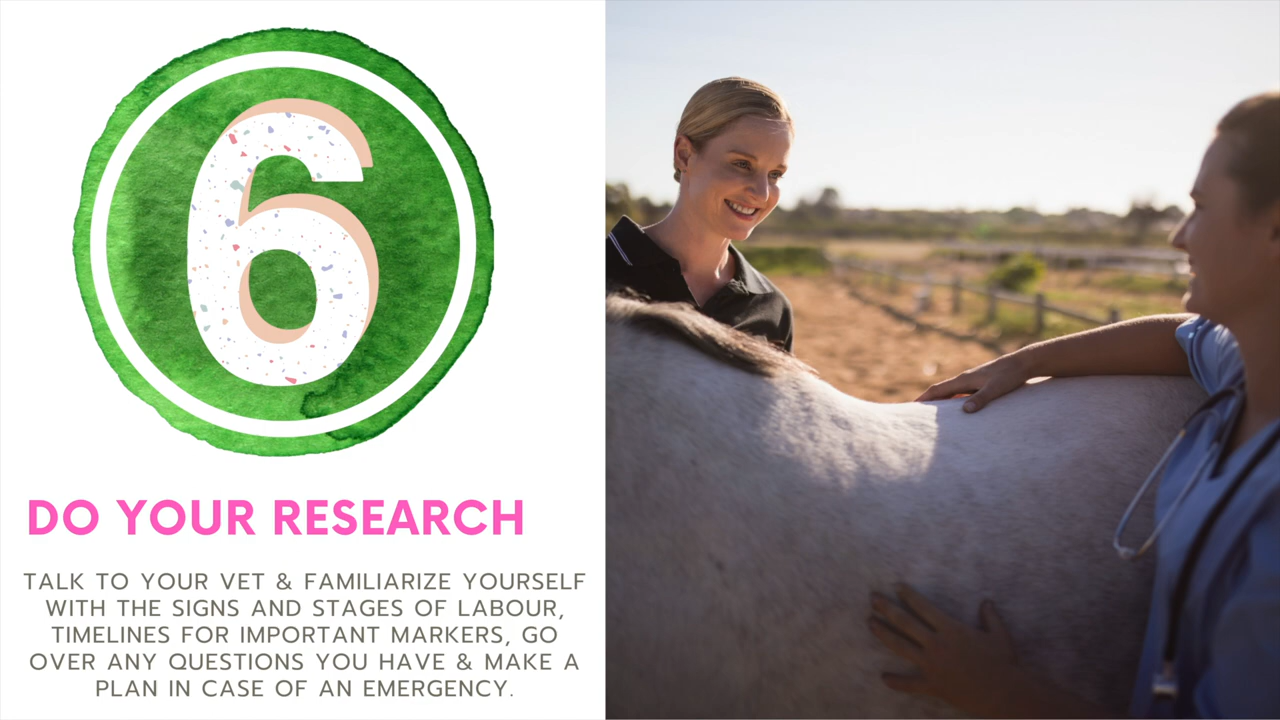 6
DO YOUR RESEARCH
TALK TO YOUR VET & FAMILIARIZE YOURSELF
WITH THE SIGNS AND STAGES OF LABOUR,
TIMELINES FOR IMPORTANT MARKERS, GO
OVER ANY QUESTIONS YOU HAVE & MAKE A
PLAN IN CASE OF AN EMERGENCY.